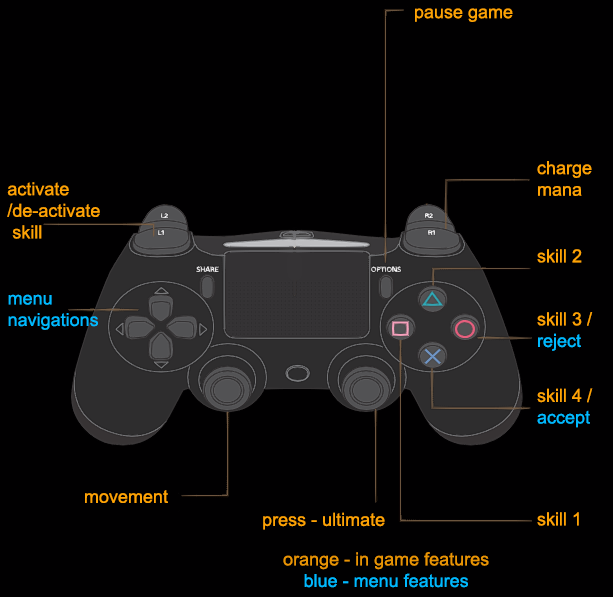 pause game
charge
mana
activate
/de-activate
skill
L2
L1
R2
R1
skill 2
SHARE
OPTIONS
menu
navigations
skill 3 /
reject
skill 4 /
accept
movement
press - ultimate
skill 1
orange - in game features
blue - menu features